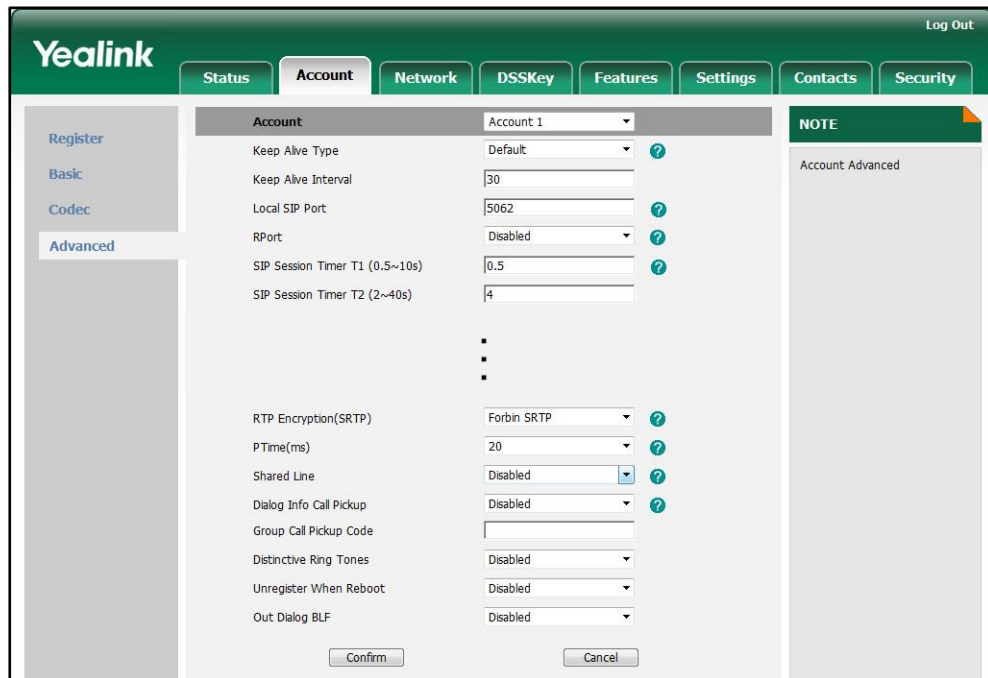 Log Out
Yealink
Status Account Network DSSKey Features Settings Contacts Security
Register
Basic
Codec
Advanced
Account Account 1
Keep Alive Type Default ?
Keep Alive Interval 30
Local SIP Port 5062 ?
RPort Disabled ?
SIP Session Timer T1 (0.5~10s) 0.5 ?
SIP Session Timer T2 (2~40s) 4
RTP Encryption(SRTP) Forbin SRTP ?
PTime(ms) 20 ?
Shared Line Disabled ?
Dialog Info Call Pickup Disabled ?
Group Call Pickup Code
Distinctive Ring Tones Disabled
Unregister When Reboot Disabled
Out Dialog BLF Disabled
Confirm Cancel
NOTE
Account Advanced